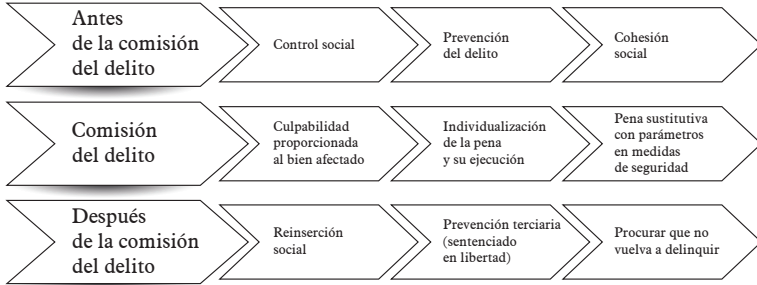 Antes
de la comisión
del delito
Control social
Prevención
del delito
Cohesión
social
Comisión
del delito
Culpabilidad
proporcionada
al bien afectado
Individualización
de la pena
y su ejecución
Pena sustitutiva
con parámetros
en medidas
de seguridad
Después
de la comisión
del delito
Reinserción
social
Prevención terciaria
(sentenciado
en libertad)
Procurar que no
vuelva a delinquir